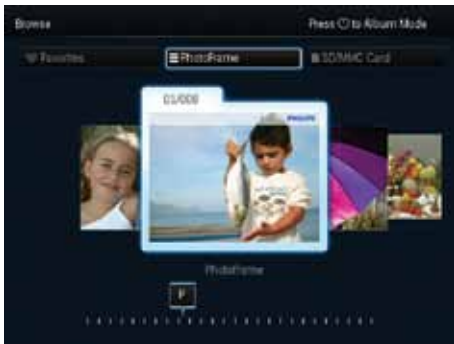 Browse
Press to Album Mode
Favorites
PhotoFrame
SD/MMC Card
01/008
PHILIPS
PhotoFrame
P